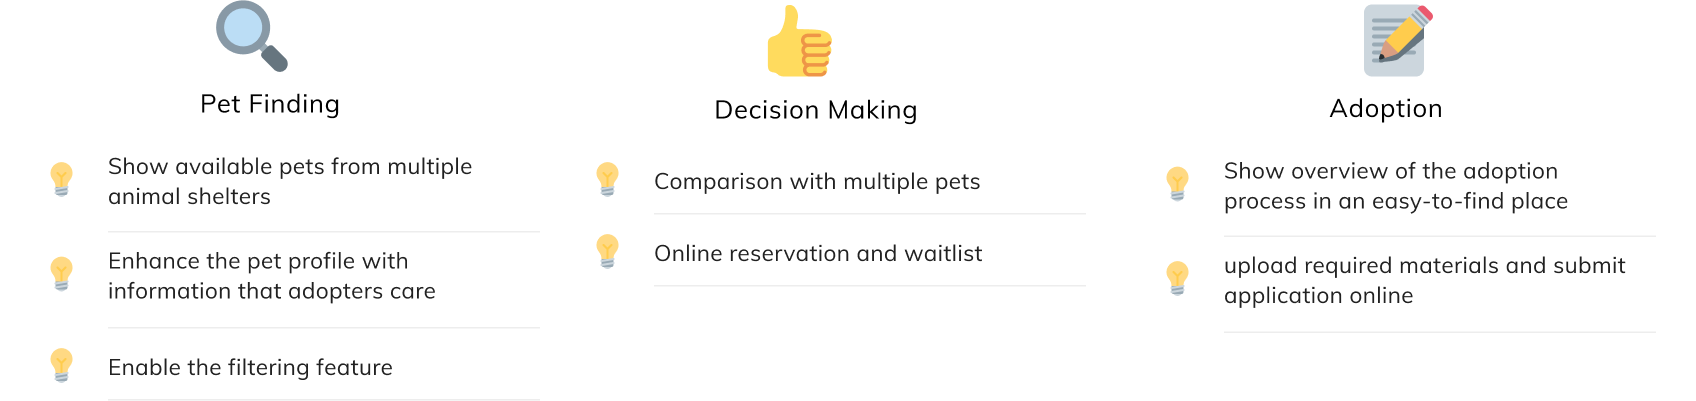 Pet Finding
Show available pets from multiple
animal shelters
Enhance the pet profile with
information that adopters care
Enable the filtering feature
Decision Making
Comparison with multiple pets
Online reservation and waitlist
Adoption
Show overview of the adoption
process in an easy-to-find place
upload required materials and submit
application online